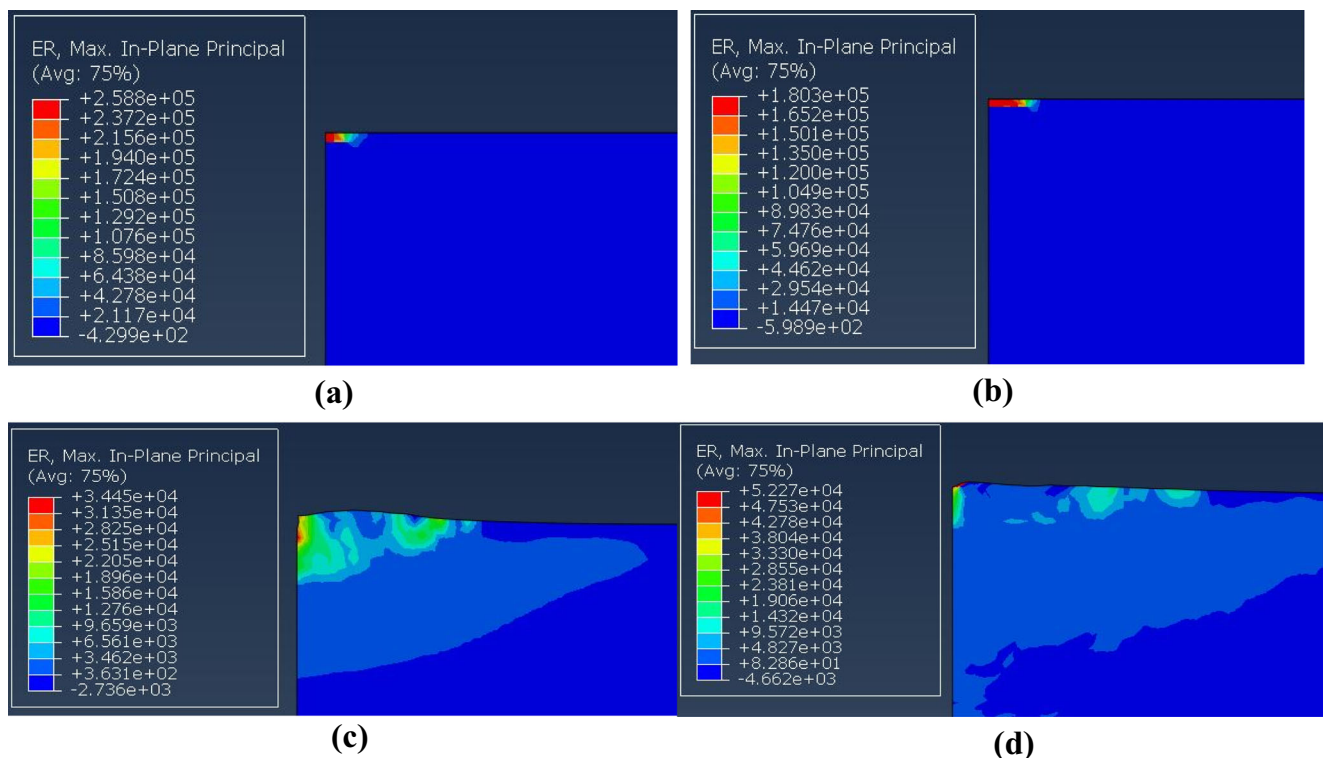 ER, Max. In-Plane Principal
(Avg: 75%)
+2.588e+05
+2.372e+05
+2.156e+05
+1.940e+05
+1.724e+05
+1.508e+05
+1.292e+05
+1.076e+05
+8.598e+04
+6.438e+04
+4.278e+04
+2.117e+04
-4.299e+02
(a)
ER, Max. In-Plane Principal
(Avg: 75%)
+1.803e+05
+1.652e+05
+1.501e+05
+1.350e+05
+1.200e+05
+1.049e+05
+8.983e+04
+7.476e+04
+5.969e+04
+4.462e+04
+2.954e+04
+1.447e+04
-5.989e+02
(b)
ER, Max. In-Plane Principal
(Avg: 75%)
+3.445e+04
+3.135e+04
+2.825e+04
+2.515e+04
+2.205e+04
+1.896e+04
+1.586e+04
+1.276e+04
+9.659e+03
+6.561e+03
+3.462e+03
+3.631e+02
-2.736e+03
(c)
ER, Max. In-Plane Principal
(Avg: 75%)
+5.227e+04
+4.753e+04
+4.278e+04
+3.804e+04
+3.330e+04
+2.855e+04
+2.381e+04
+1.906e+04
+1.432e+04
+9.572e+03
+4.827e+03
+8.286e+01
-4.662e+03
(d)